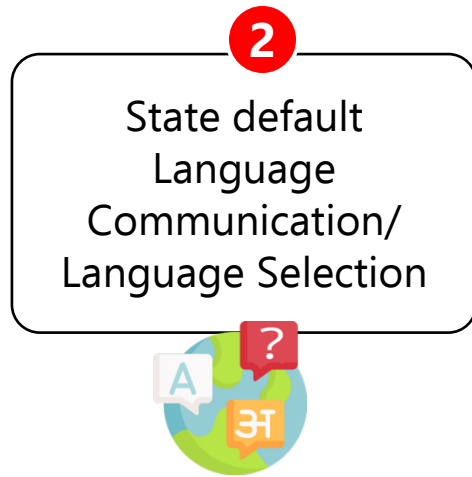 2
State default
Language
Communication/
Language Selection
?
A
अ